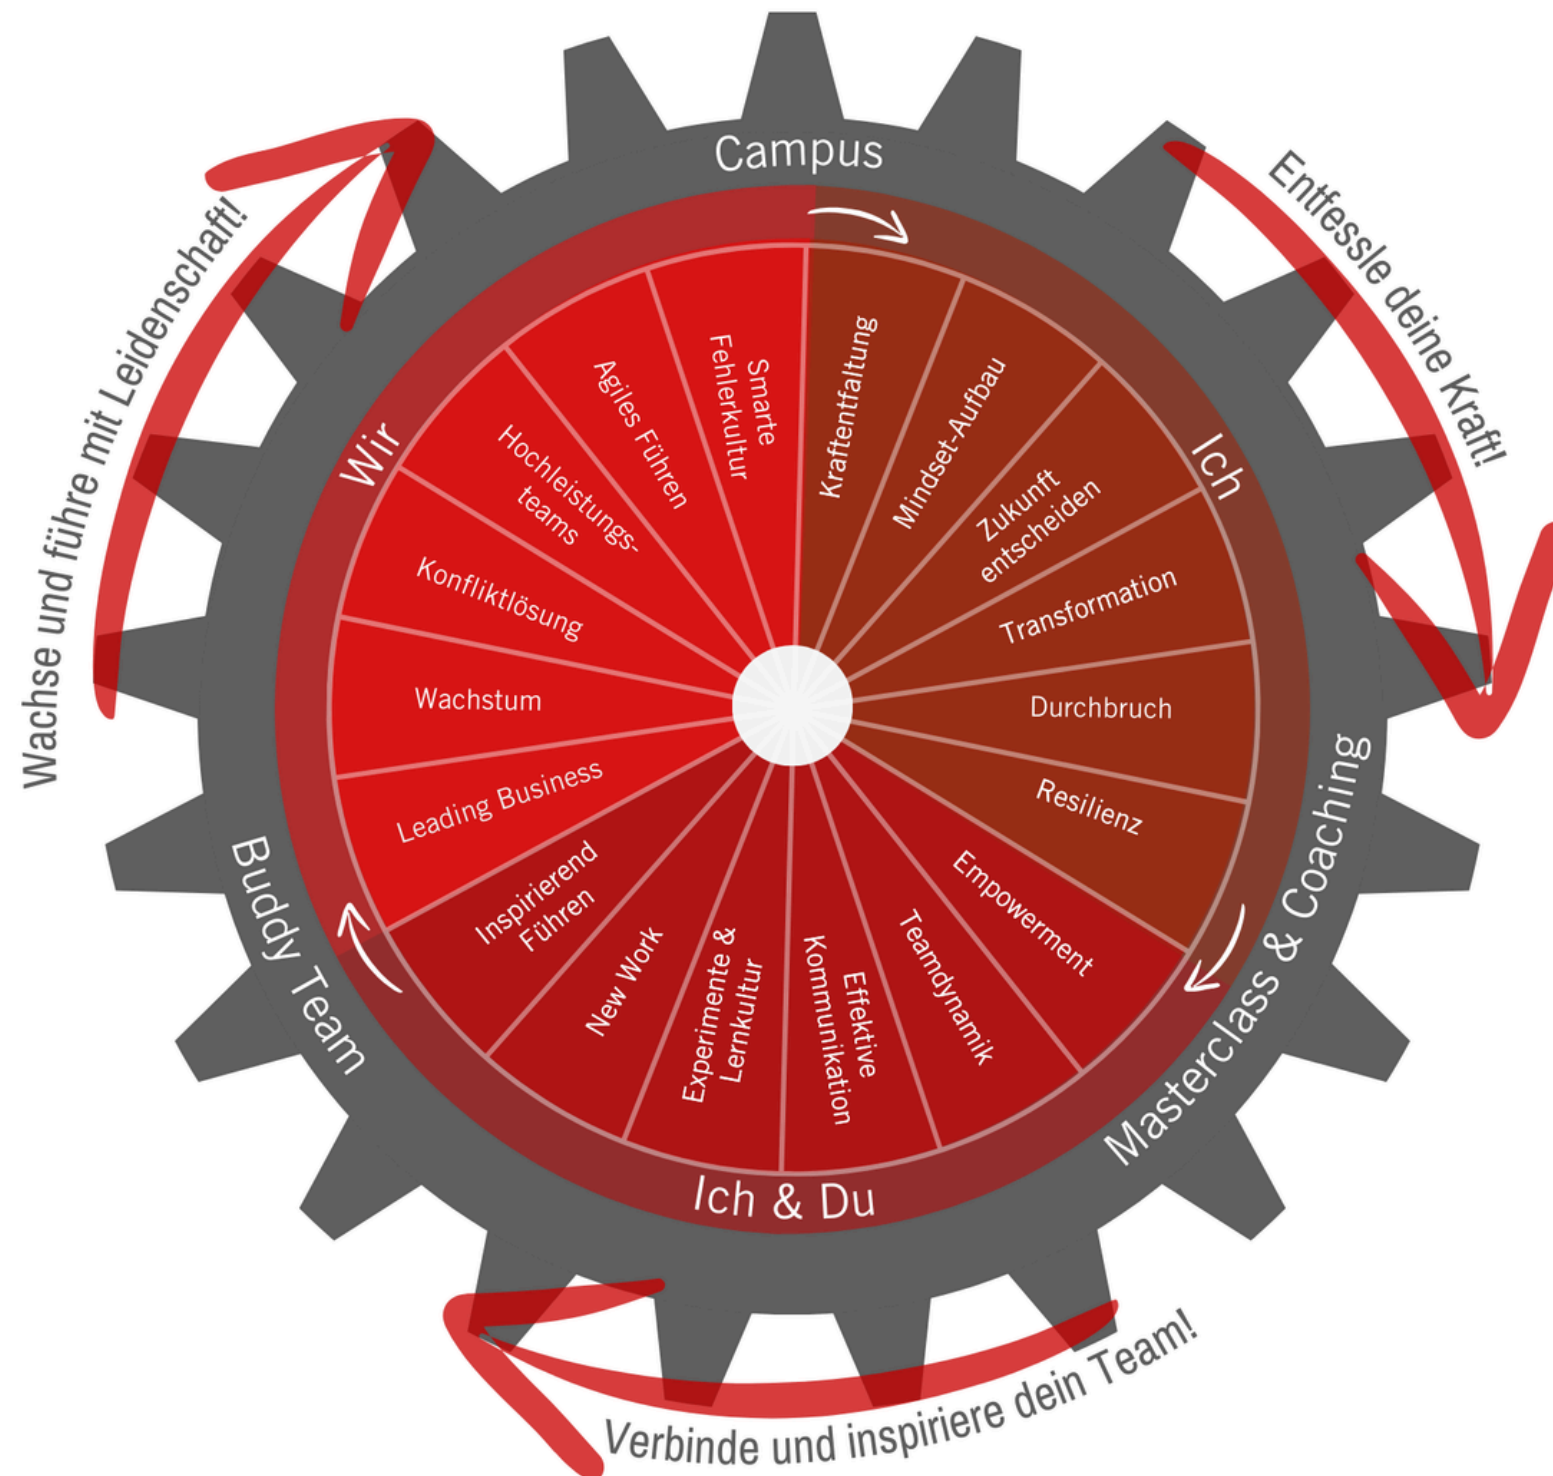 Campus
Ich
Masterclass & Coaching
Ich & Du
Buddy Team
Wir
Entfessle deine Kraft!
Verbinde und inspiriere dein Team!
Wachse und führe mit Leidenschaft!
Kraftentfaltung
Mindset-Aufbau
Zukunft
entscheiden
Transformation
Durchbruch
Resilienz
Empowerment
Teamdynamik
Effektive
Kommunikation
Experimente &
Lernkultur
New Work
Inspirierend
Führen
Leading Business
Wachstum
Konfliktlösung
Hochleistungs-
teams
Agiles Führen
Smarte
Fehlerkultur